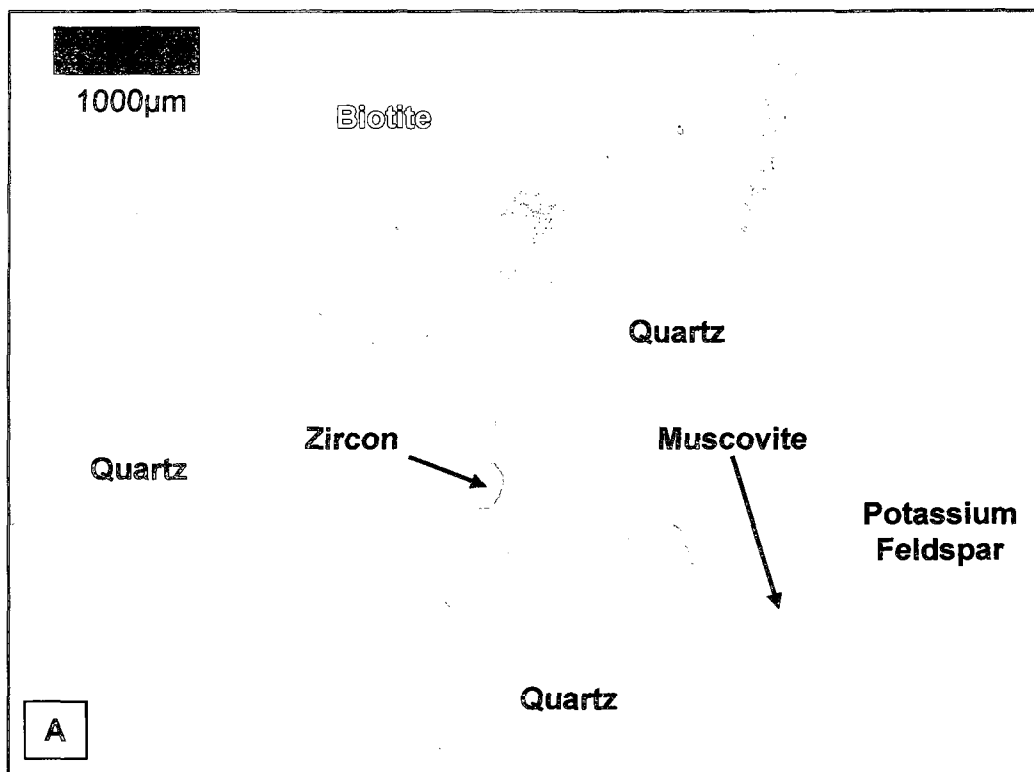 1000µm
Biotite
Quartz
Zircon
Muscovite
Quartz
Potassium
Feldspar
Quartz
A